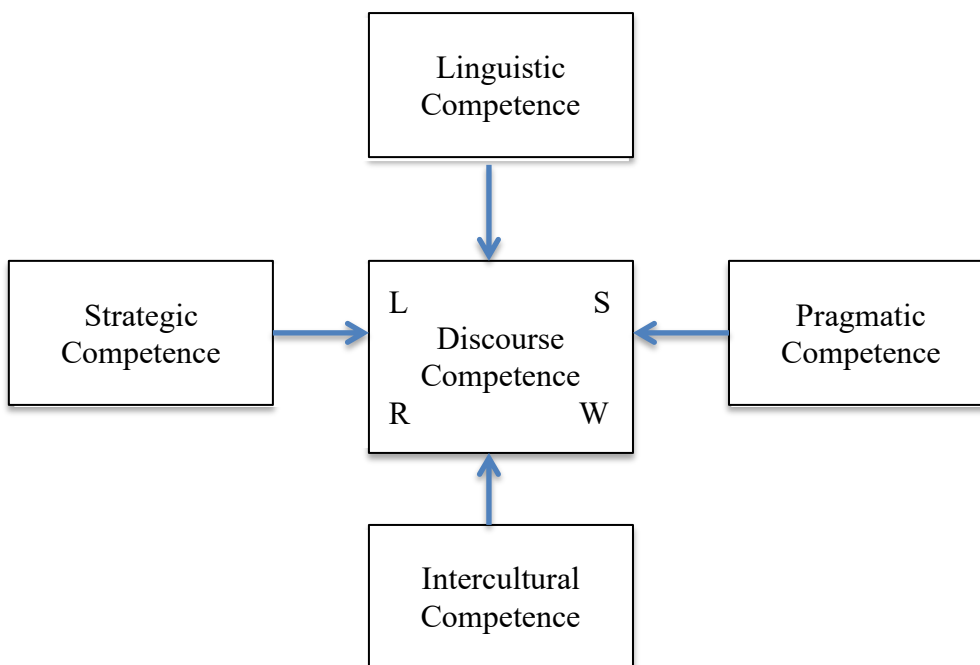 Linguistic
Competence
Strategic
Competence
L
S
Discourse
Competence
R
W
Pragmatic
Competence
Intercultural
Competence